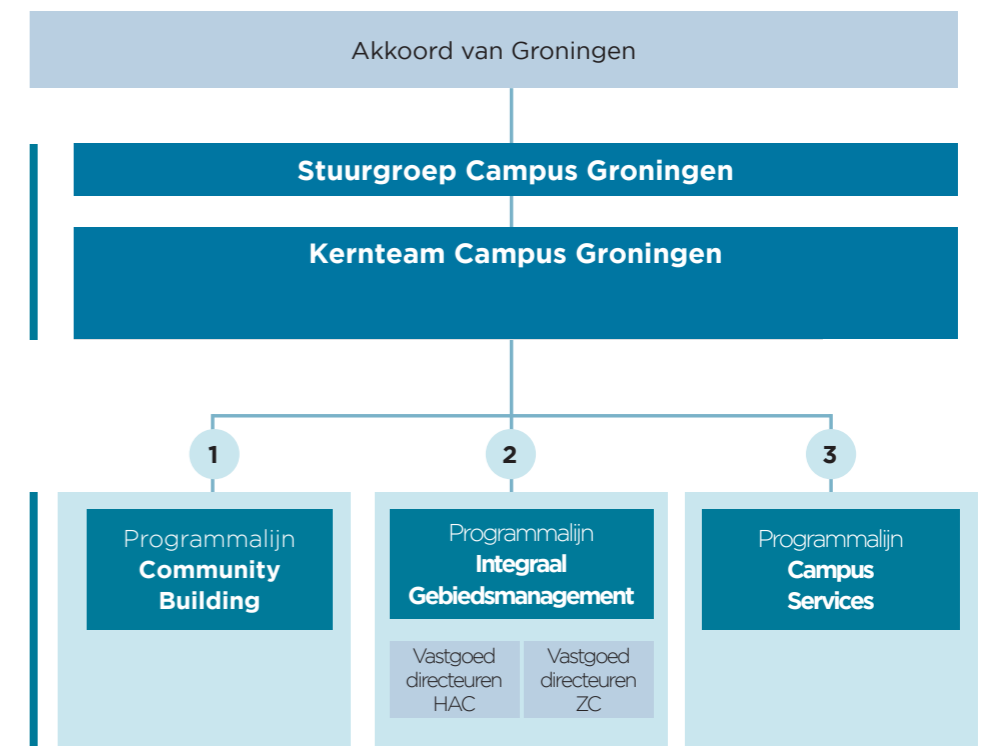 Akkoord van Groningen
Stuurgroep Campus Groningen
Kernteam Campus Groningen
1
2
3
Programmalijn
Community
Building
Programmalijn
Integraal
Gebiedsmanagement
Vastgoed
directeuren
HAC
Vastgoed
directeuren
ZC
Programmalijn
Campus
Services